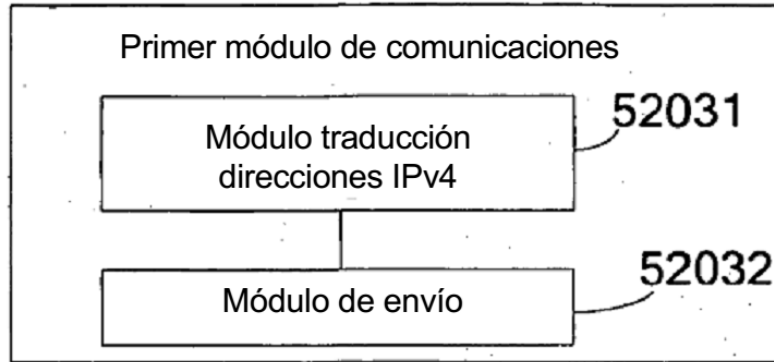 Primer módulo de comunicaciones
52031
Módulo traducción
direcciones IPv4
52032
Módulo de envío